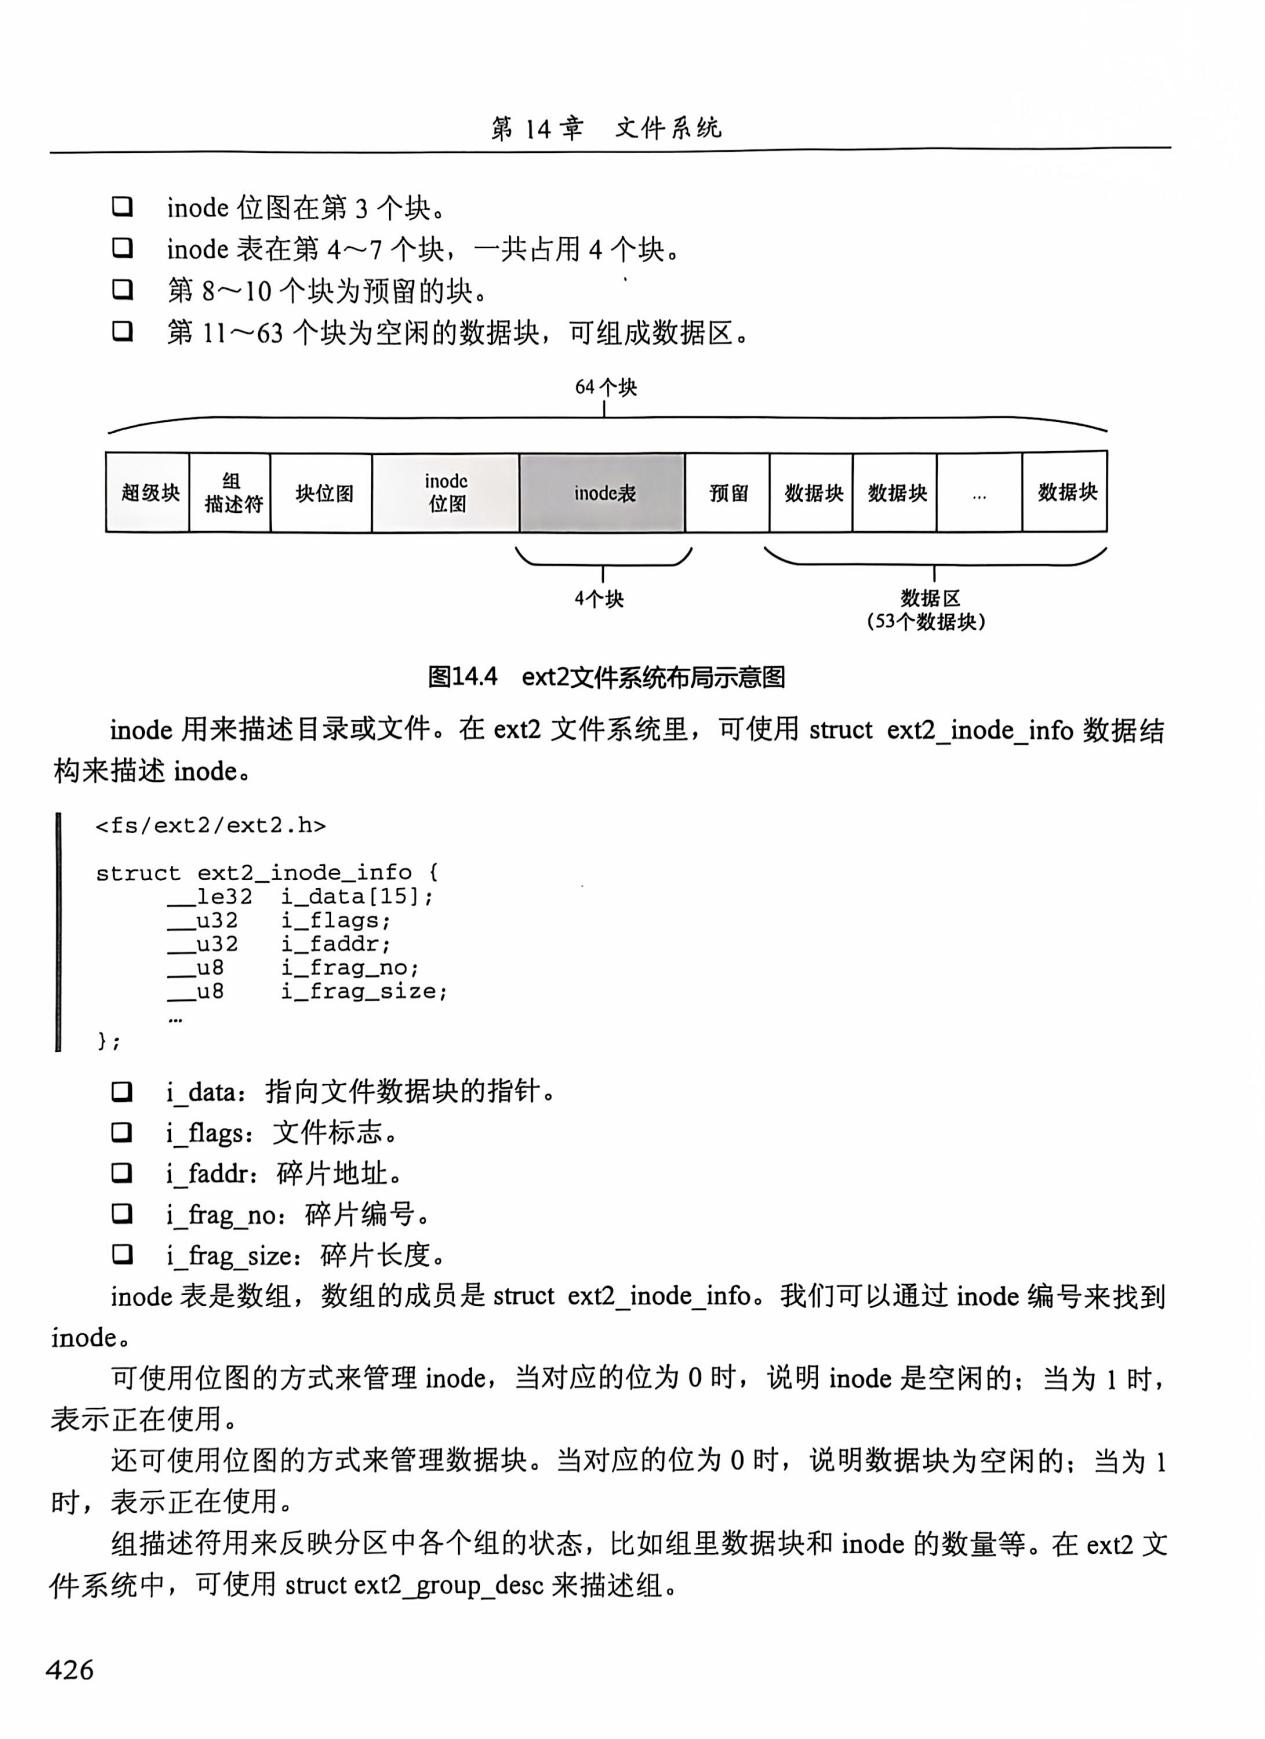 第 14 章 文件系统
❑ inode 位图在第 3 个块。
❑ inode 表在第 4～7 个块，一共占用 4 个块。
❑ 第 8～10 个块为预留的块。
❑ 第 11～63 个块为空闲的数据块，可组成数据区。
64个块
超级块
组
描述符
块位图
inode
位图
inode表
预留
数据块
数据块
...
数据块
4个块
数据区
（53个数据块）
图14.4 ext2文件系统布局示意图
inode 用来描述目录或文件。在 ext2 文件系统里，可使用 struct ext2_inode_info 数据结
构来描述 inode。
<fs/ext2/ext2.h>
struct ext2_inode_info {
__le32 i_data[15];
__u32 i_flags;
__u32 i_faddr;
__u8 i_frag_no;
__u8 i_frag_size;
…
};
❑ i_data：指向文件数据块的指针。
❑ i_flags：文件标志。
❑ i_faddr：碎片地址。
❑ i_frag_no：碎片编号。
❑ i_frag_size：碎片长度。
inode 表是数组，数组的成员是 struct ext2_inode_info。我们可以通过 inode 编号来找到
inode。
可使用位图的方式来管理 inode，当对应的位为 0 时，说明 inode 是空闲的；当为 1 时，
表示正在使用。
还可使用位图的方式来管理数据块。当对应的位为 0 时，说明数据块为空闲的；当为 1
时，表示正在使用。
组描述符用来反映分区中各个组的状态，比如组里数据块和 inode 的数量等。在 ext2 文
件系统中，可使用 struct ext2_group_desc 来描述组。
426